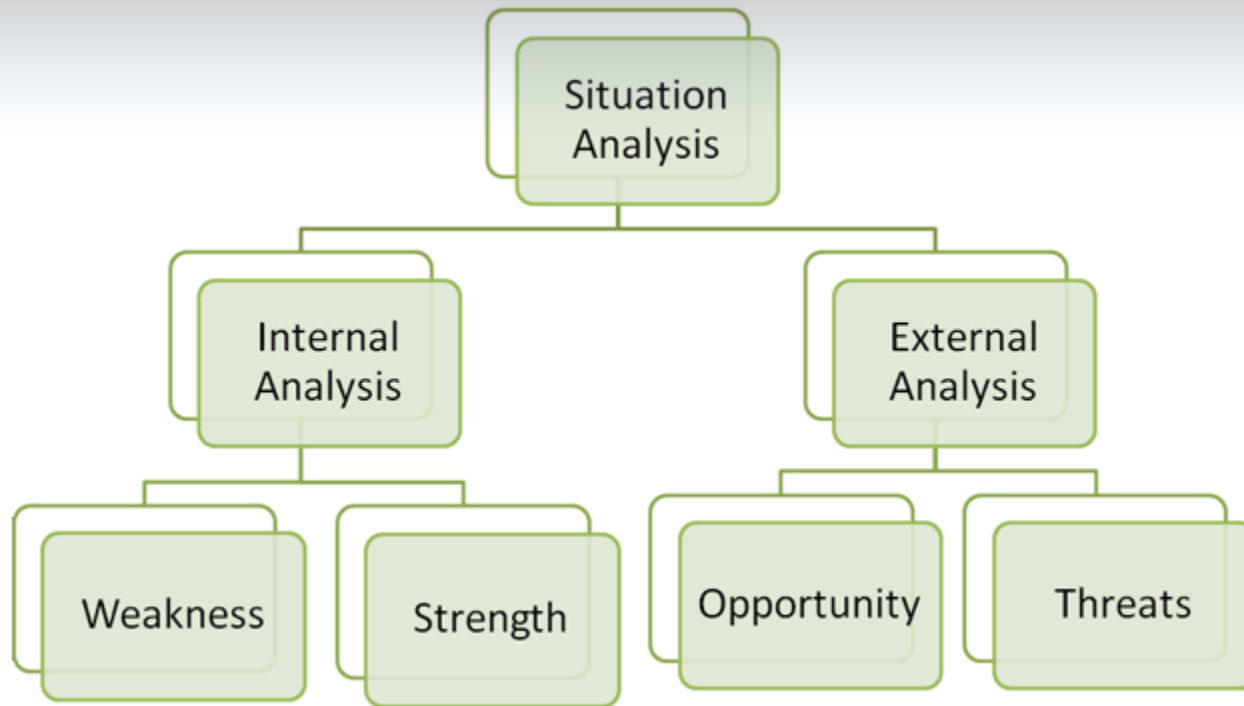 Situation
Analysis
Internal
Analysis
External
Analysis
Weakness
Strength
Opportunity
Threats